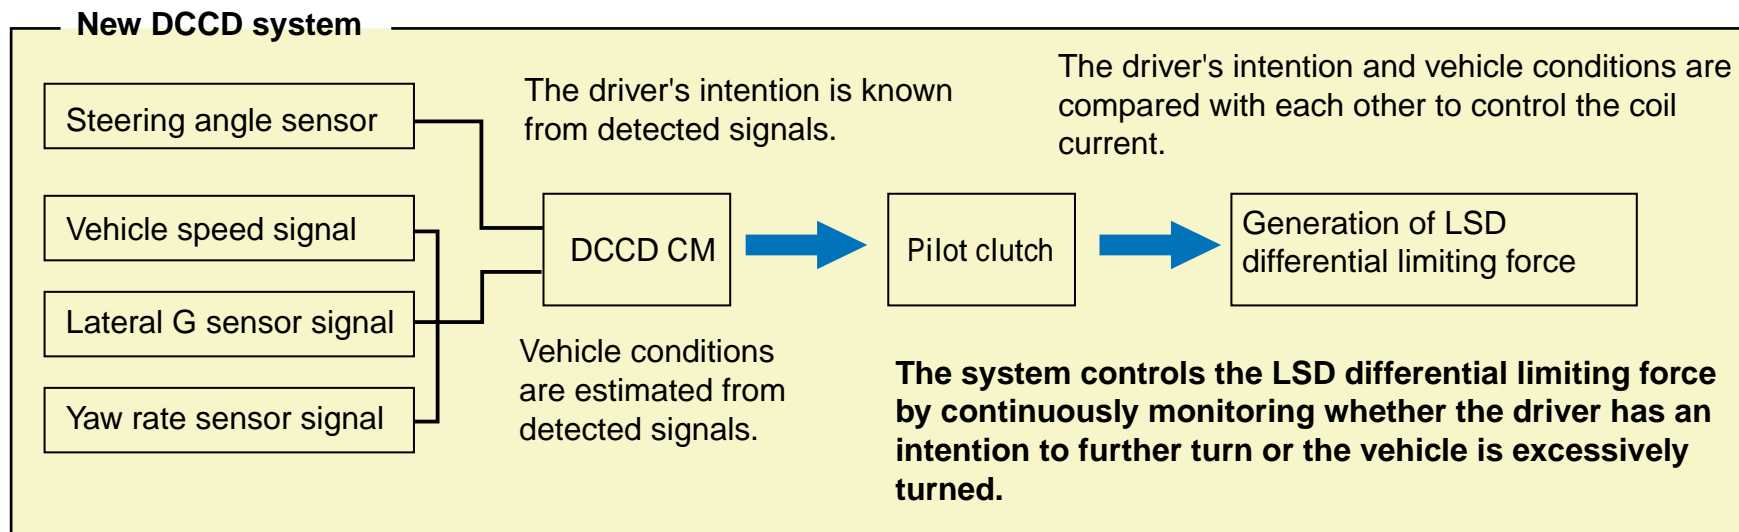 New DCCD system
Steering angle sensor
Vehicle speed signal
Lateral G sensor signal
Yaw rate sensor signal
The driver's intention is known
from detected signals.
DCCD CM
Vehicle conditions
are estimated from
detected signals.
Pilot clutch
The driver's intention and vehicle conditions are
compared with each other to control the coil
current.
Generation of LSD
differential limiting force
The system controls the LSD differential limiting force
by continuously monitoring whether the driver has an
intention to further turn or the vehicle is excessively
turned.